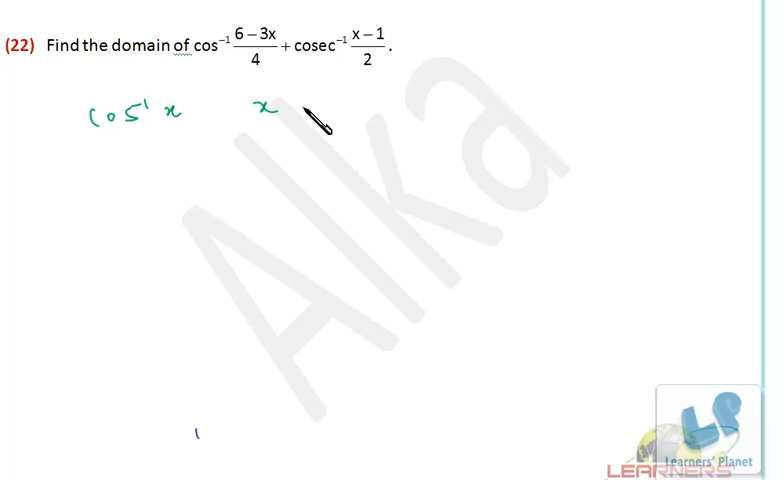 (22) Find the domain of cos⁻¹ (6 – 3x)/4 + cosec⁻¹ (x – 1)/2 .
cos⁻¹ x x
Alka
Learners' Planet
LEARNERS